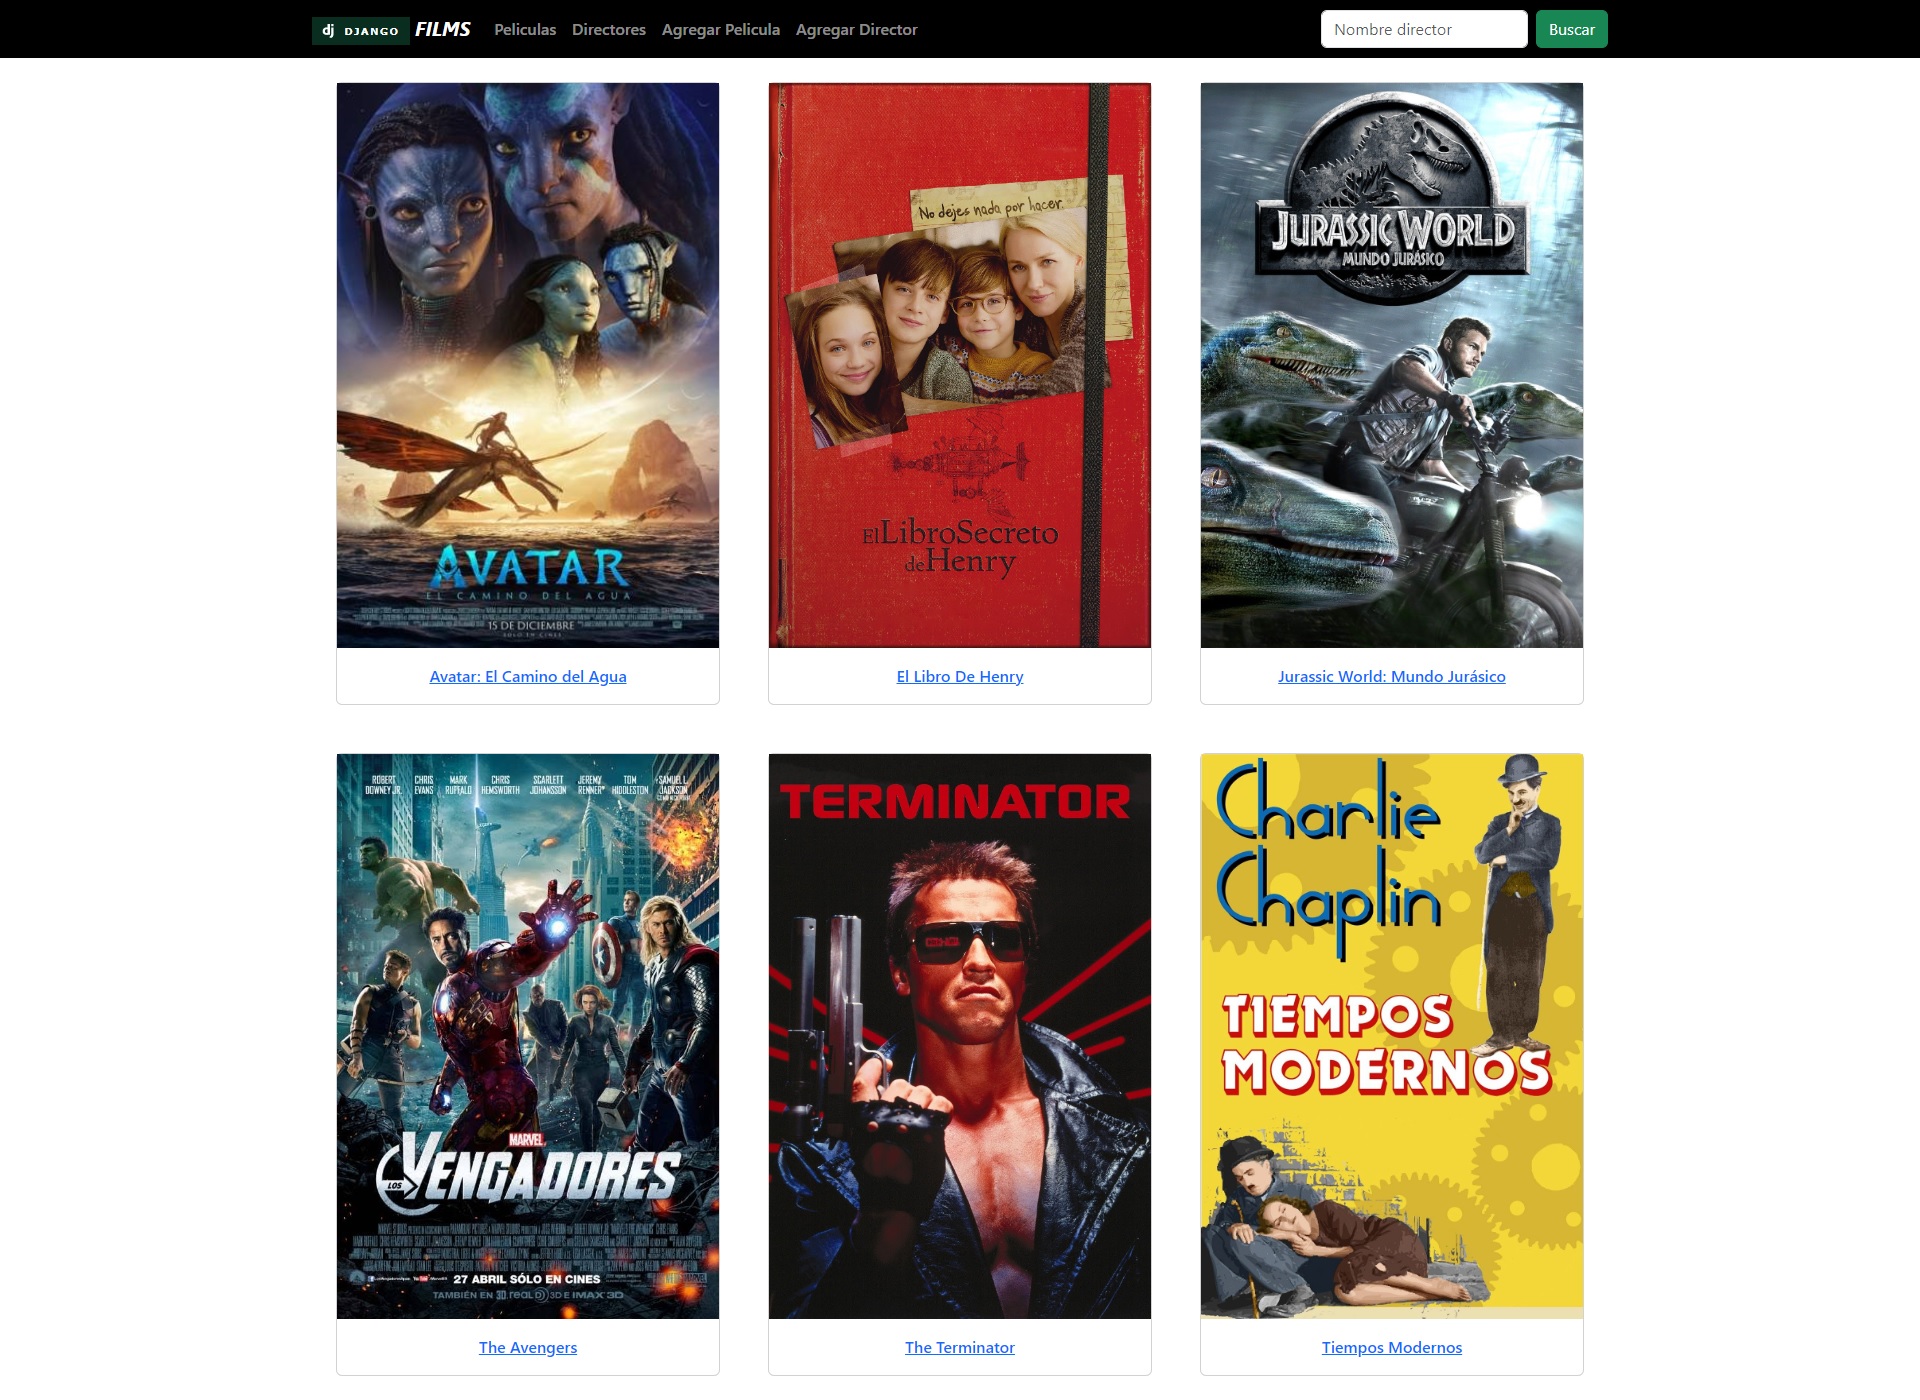 dj DJANGO FILMS Peliculas Directores Agregar Pelicula Agregar Director Nombre director Buscar
AVATAR
EL CAMINO DEL AGUA
15 DE DICIEMBRE
SOLO EN CINES
Avatar: El Camino del Agua
No dejes nada por hacer.
El Libro Secreto
de Henry
El Libro De Henry
JURASSIC WORLD
MUNDO JURÁSICO
Jurassic World: Mundo Jurásico
ROBERT DOWNEY JR. CHRIS EVANS MARK RUFFALO CHRIS HEMSWORTH SCARLETT JOHANSSON JEREMY RENNER TOM HIDDLESTON SAMUEL L. JACKSON
MARVEL
LOS VENGADORES
27 ABRIL SÓLO EN CINES
TAMBIÉN EN 3D, REAL D 3D E IMAX 3D
The Avengers
TERMINATOR
The Terminator
Charlie
Chaplin
TIEMPOS
MODERNOS
Tiempos Modernos